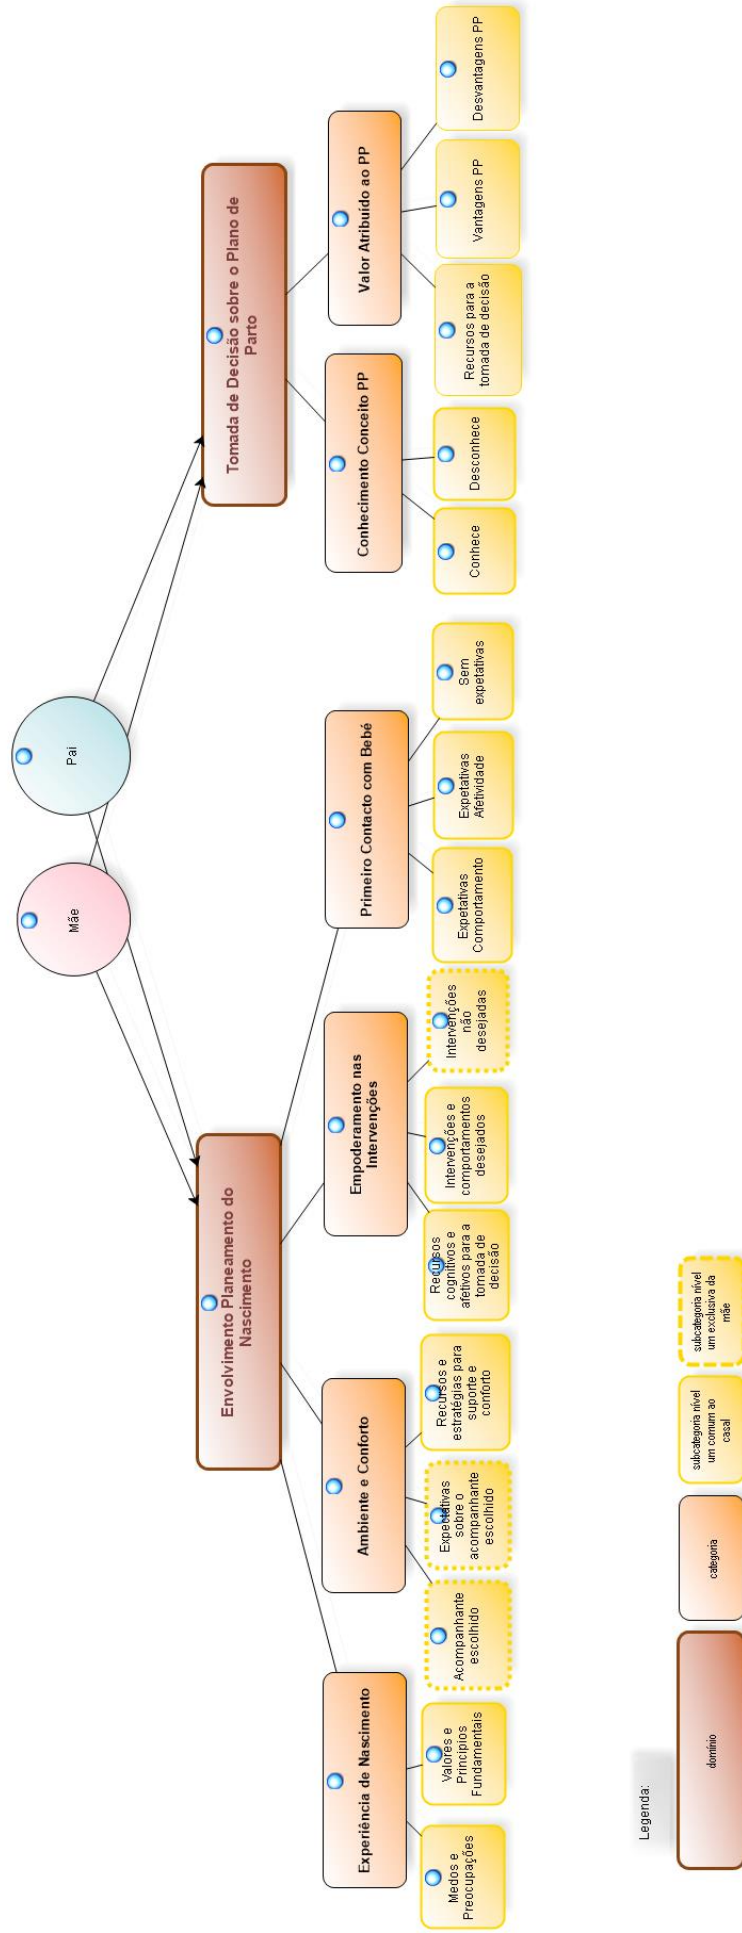 Mãe
Pai
Envolvimento Planeamento do
Nascimento
Tomada de Decisão sobre o Plano de
Parto
Experiência de Nascimento
Ambiente e Conforto
Empoderamento nas
Intervenções
Primeiro Contacto com Bebé
Conhecimento Conceito PP
Valor Atribuído ao PP
Medos e
Preocupações
Valores e
Princípios
Fundamentais
Acompanhante
escolhido
Expectativas
sobre o
acompanhante
escolhido
Recursos e
estratégias para
suporte e
conforto
Recursos
cognitivos e
afetivos para a
tomada de
decisão
Intervenções e
comportamentos
desejados
Intervenções
não
desejadas
Expetativas
Comportamento
Expetativas
Afetividade
Sem
expetativas
Conhece
Desconhece
Recursos para a
tomada de decisão
Vantagens PP
Desvantagens PP
Legenda:
domínio
categoria
subcategoria nível
um comum ao
casal
subcategoria nível
um exclusiva da
mãe